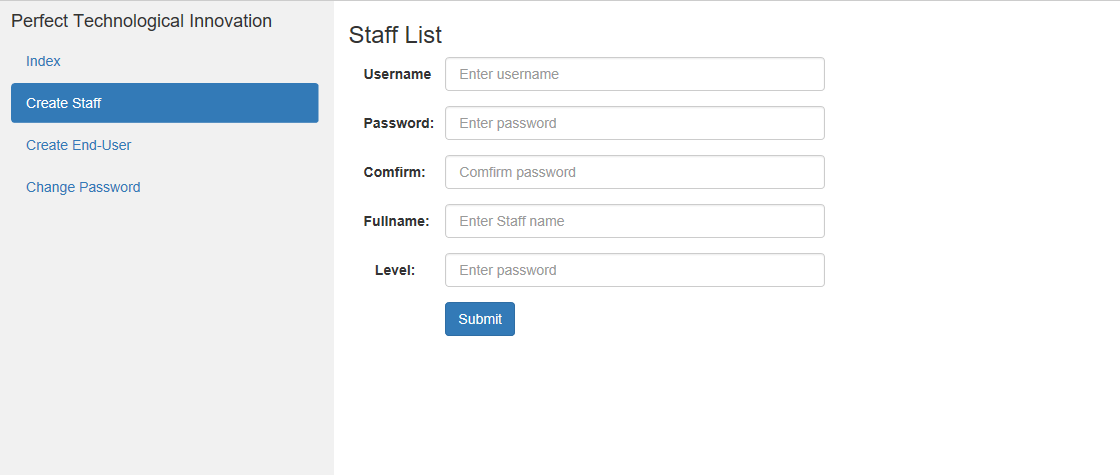 Perfect Technological Innovation
Index
Create Staff
Create End-User
Change Password
Staff List
Username Enter username
Password: Enter password
Comfirm: Comfirm password
Fullname: Enter Staff name
Level: Enter password
Submit